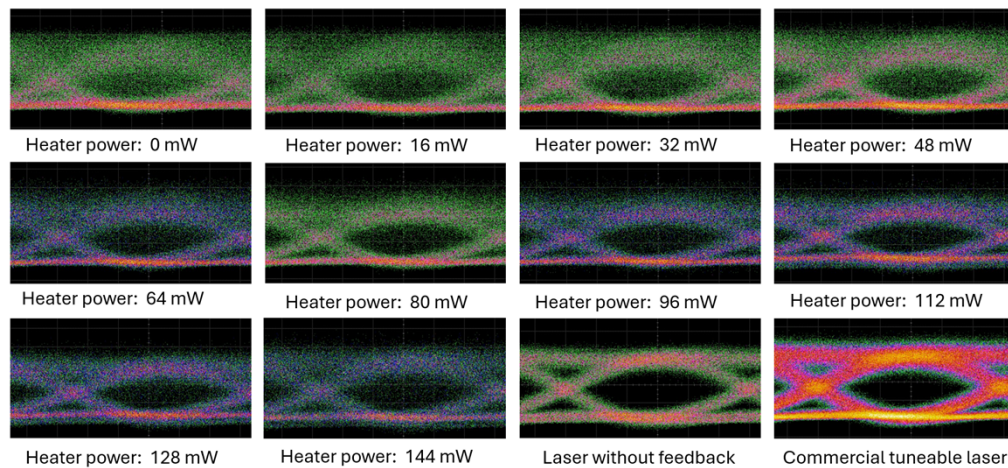 Heater power: 0 mW
Heater power: 16 mW
Heater power: 32 mW
Heater power: 48 mW
Heater power: 64 mW
Heater power: 80 mW
Heater power: 96 mW
Heater power: 112 mW
Heater power: 128 mW
Heater power: 144 mW
Laser without feedback
Commercial tuneable laser